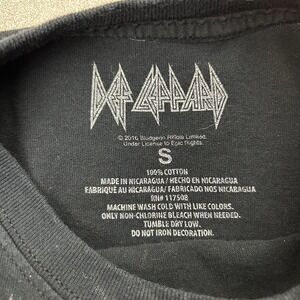 DEF LEPPARD
© 2016 Bludgeon Riffola Limited.
Under License to Epic Rights.
S
100% COTTON
MADE IN NICARAGUA / HECHO EN NICARAGUA
FABRIQUÉ AU NICARAGUA/ FABRICADO NOS NICARAGUA
RN# 117508
MACHINE WASH COLD WITH LIKE COLORS.
ONLY NON-CHLORINE BLEACH WHEN NEEDED.
TUMBLE DRY LOW.
DO NOT IRON DECORATION.